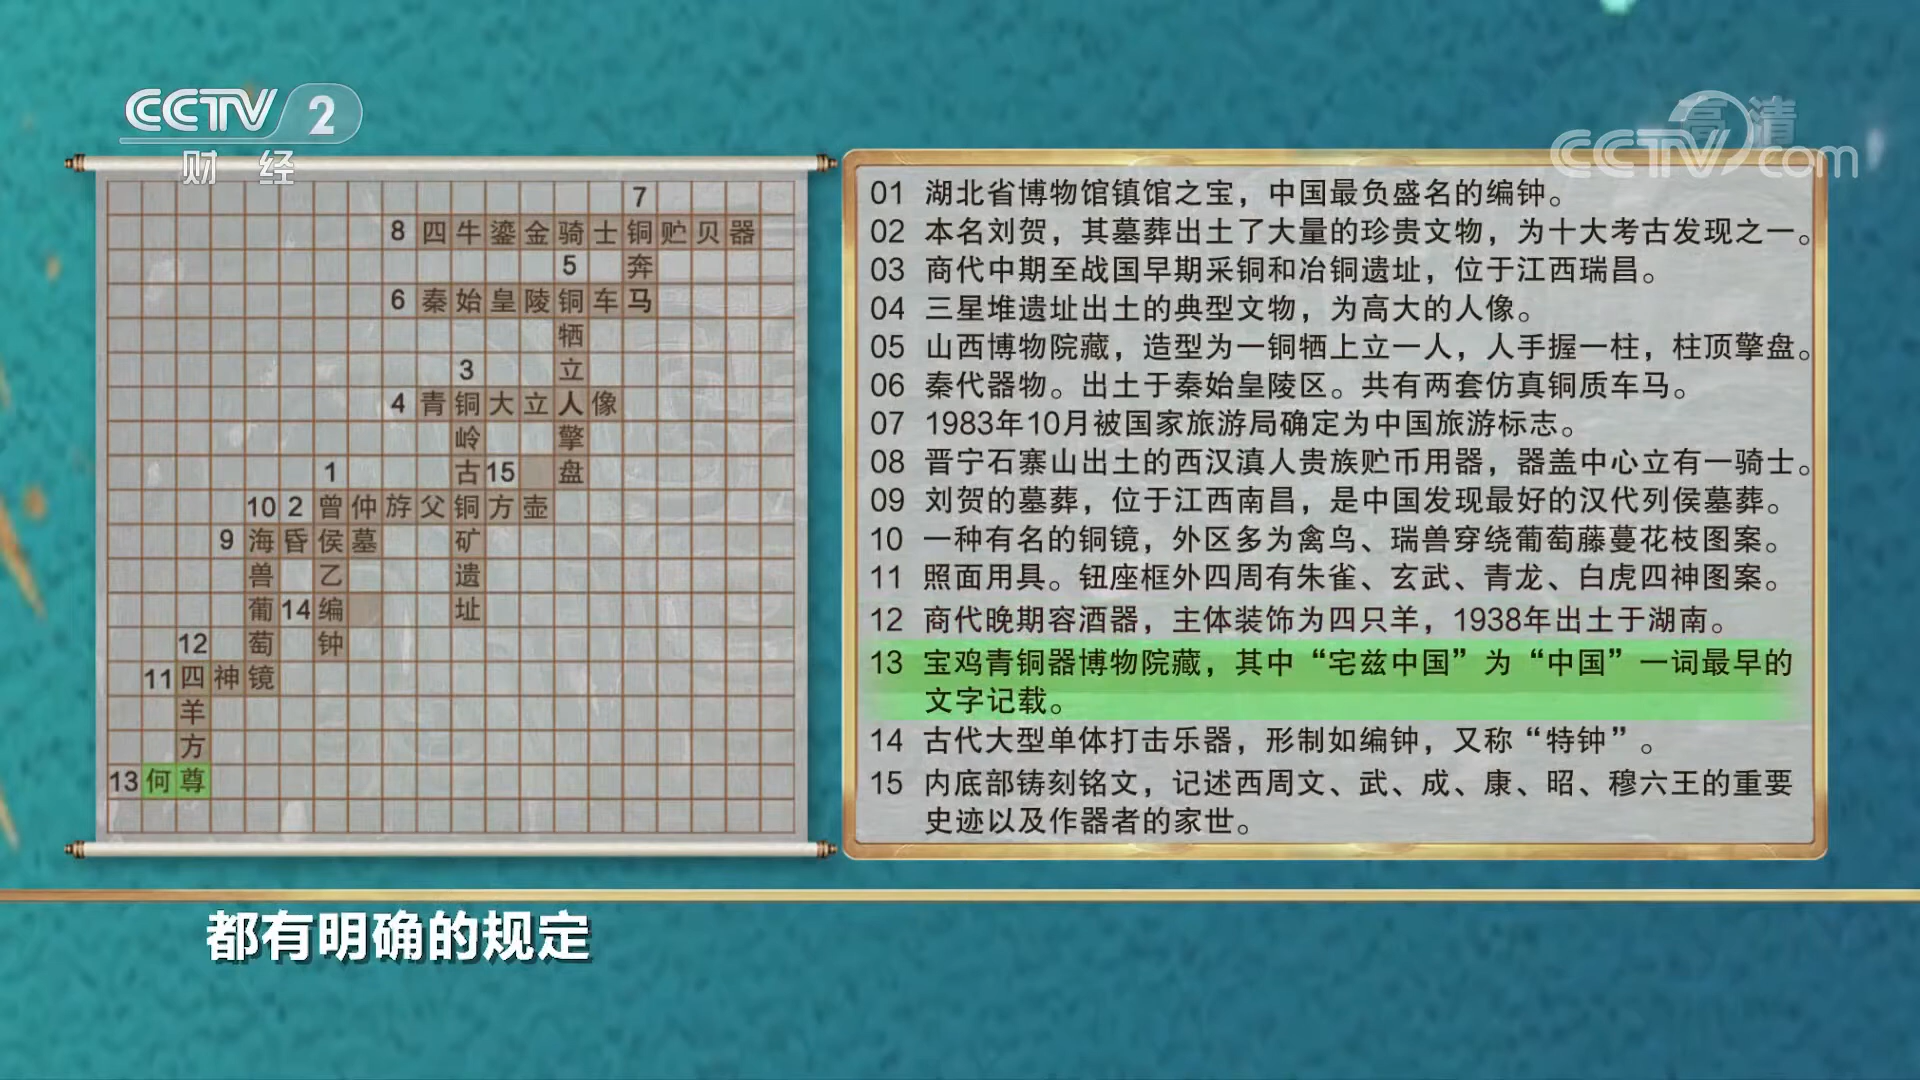 CCTV 2
财 经
高清
CCTV com
7
8 四牛鎏金骑士铜贮贝器
5 奔
6 秦始皇陵铜车马
牺
3 立
4 青铜大立人像
岭 擎
1 古 15 盘
10 2 曾仲斿父铜方壶
9 海昏侯墓 矿
兽 乙 遗
葡 14 编 址
12 萄 钟
11 四神镜
羊
方
13 何尊
01 湖北省博物馆镇馆之宝，中国最负盛名的编钟。
02 本名刘贺，其墓葬出土了大量的珍贵文物，为十大考古发现之一。
03 商代中期至战国早期采铜和冶铜遗址，位于江西瑞昌。
04 三星堆遗址出土的典型文物，为高大的人像。
05 山西博物院藏，造型为一铜牺上立一人，人手握一柱，柱顶擎盘。
06 秦代器物。出土于秦始皇陵区。共有两套仿真铜质车马。
07 1983年10月被国家旅游局确定为中国旅游标志。
08 晋宁石寨山出土的西汉滇人贵族贮币用器，器盖中心立有一骑士。
09 刘贺的墓葬，位于江西南昌，是中国发现最好的汉代列侯墓葬。
10 一种有名的铜镜，外区多为禽鸟、瑞兽穿绕葡萄藤蔓花枝图案。
11 照面用具。钮座框外四周有朱雀、玄武、青龙、白虎四神图案。
12 商代晚期容酒器，主体装饰为四只羊，1938年出土于湖南。
13 宝鸡青铜器博物院藏，其中“宅兹中国”为“中国”一词最早的
文字记载。
14 古代大型单体打击乐器，形制如编钟，又称“特钟”。
15 内底部铸刻铭文，记述西周文、武、成、康、昭、穆六王的重要
史迹以及作器者的家世。
都有明确的规定